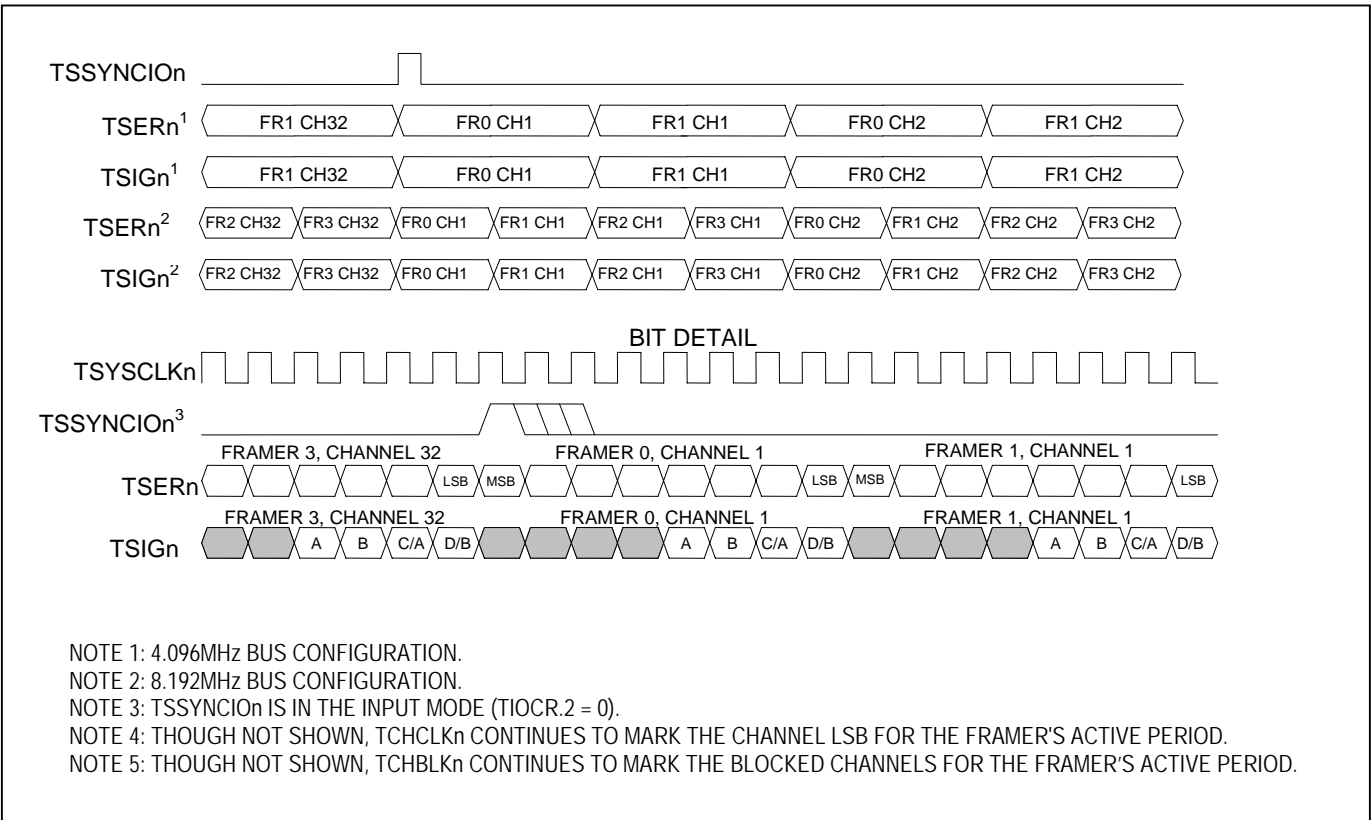 TSSYNCIOn
TSERn¹ FR1 CH32 FR0 CH1 FR1 CH1 FR0 CH2 FR1 CH2
TSIGn¹ FR1 CH32 FR0 CH1 FR1 CH1 FR0 CH2 FR1 CH2
TSERn² FR2 CH32 FR3 CH32 FR0 CH1 FR1 CH1 FR2 CH1 FR3 CH1 FR0 CH2 FR1 CH2 FR2 CH2 FR3 CH2
TSIGn² FR2 CH32 FR3 CH32 FR0 CH1 FR1 CH1 FR2 CH1 FR3 CH1 FR0 CH2 FR1 CH2 FR2 CH2 FR3 CH2
BIT DETAIL
TSYSCLKn
TSSYNCIOn³
FRAMER 3, CHANNEL 32 FRAMER 0, CHANNEL 1 FRAMER 1, CHANNEL 1
TSERn LSB MSB LSB MSB LSB
FRAMER 3, CHANNEL 32 FRAMER 0, CHANNEL 1 FRAMER 1, CHANNEL 1
TSIGn A B C/A D/B A B C/A D/B A B C/A D/B
NOTE 1: 4.096MHz BUS CONFIGURATION.
NOTE 2: 8.192MHz BUS CONFIGURATION.
NOTE 3: TSSYNCIOn IS IN THE INPUT MODE (TIOCR.2 = 0).
NOTE 4: THOUGH NOT SHOWN, TCHCLKn CONTINUES TO MARK THE CHANNEL LSB FOR THE FRAMER'S ACTIVE PERIOD.
NOTE 5: THOUGH NOT SHOWN, TCHBLKn CONTINUES TO MARK THE BLOCKED CHANNELS FOR THE FRAMER’S ACTIVE PERIOD.